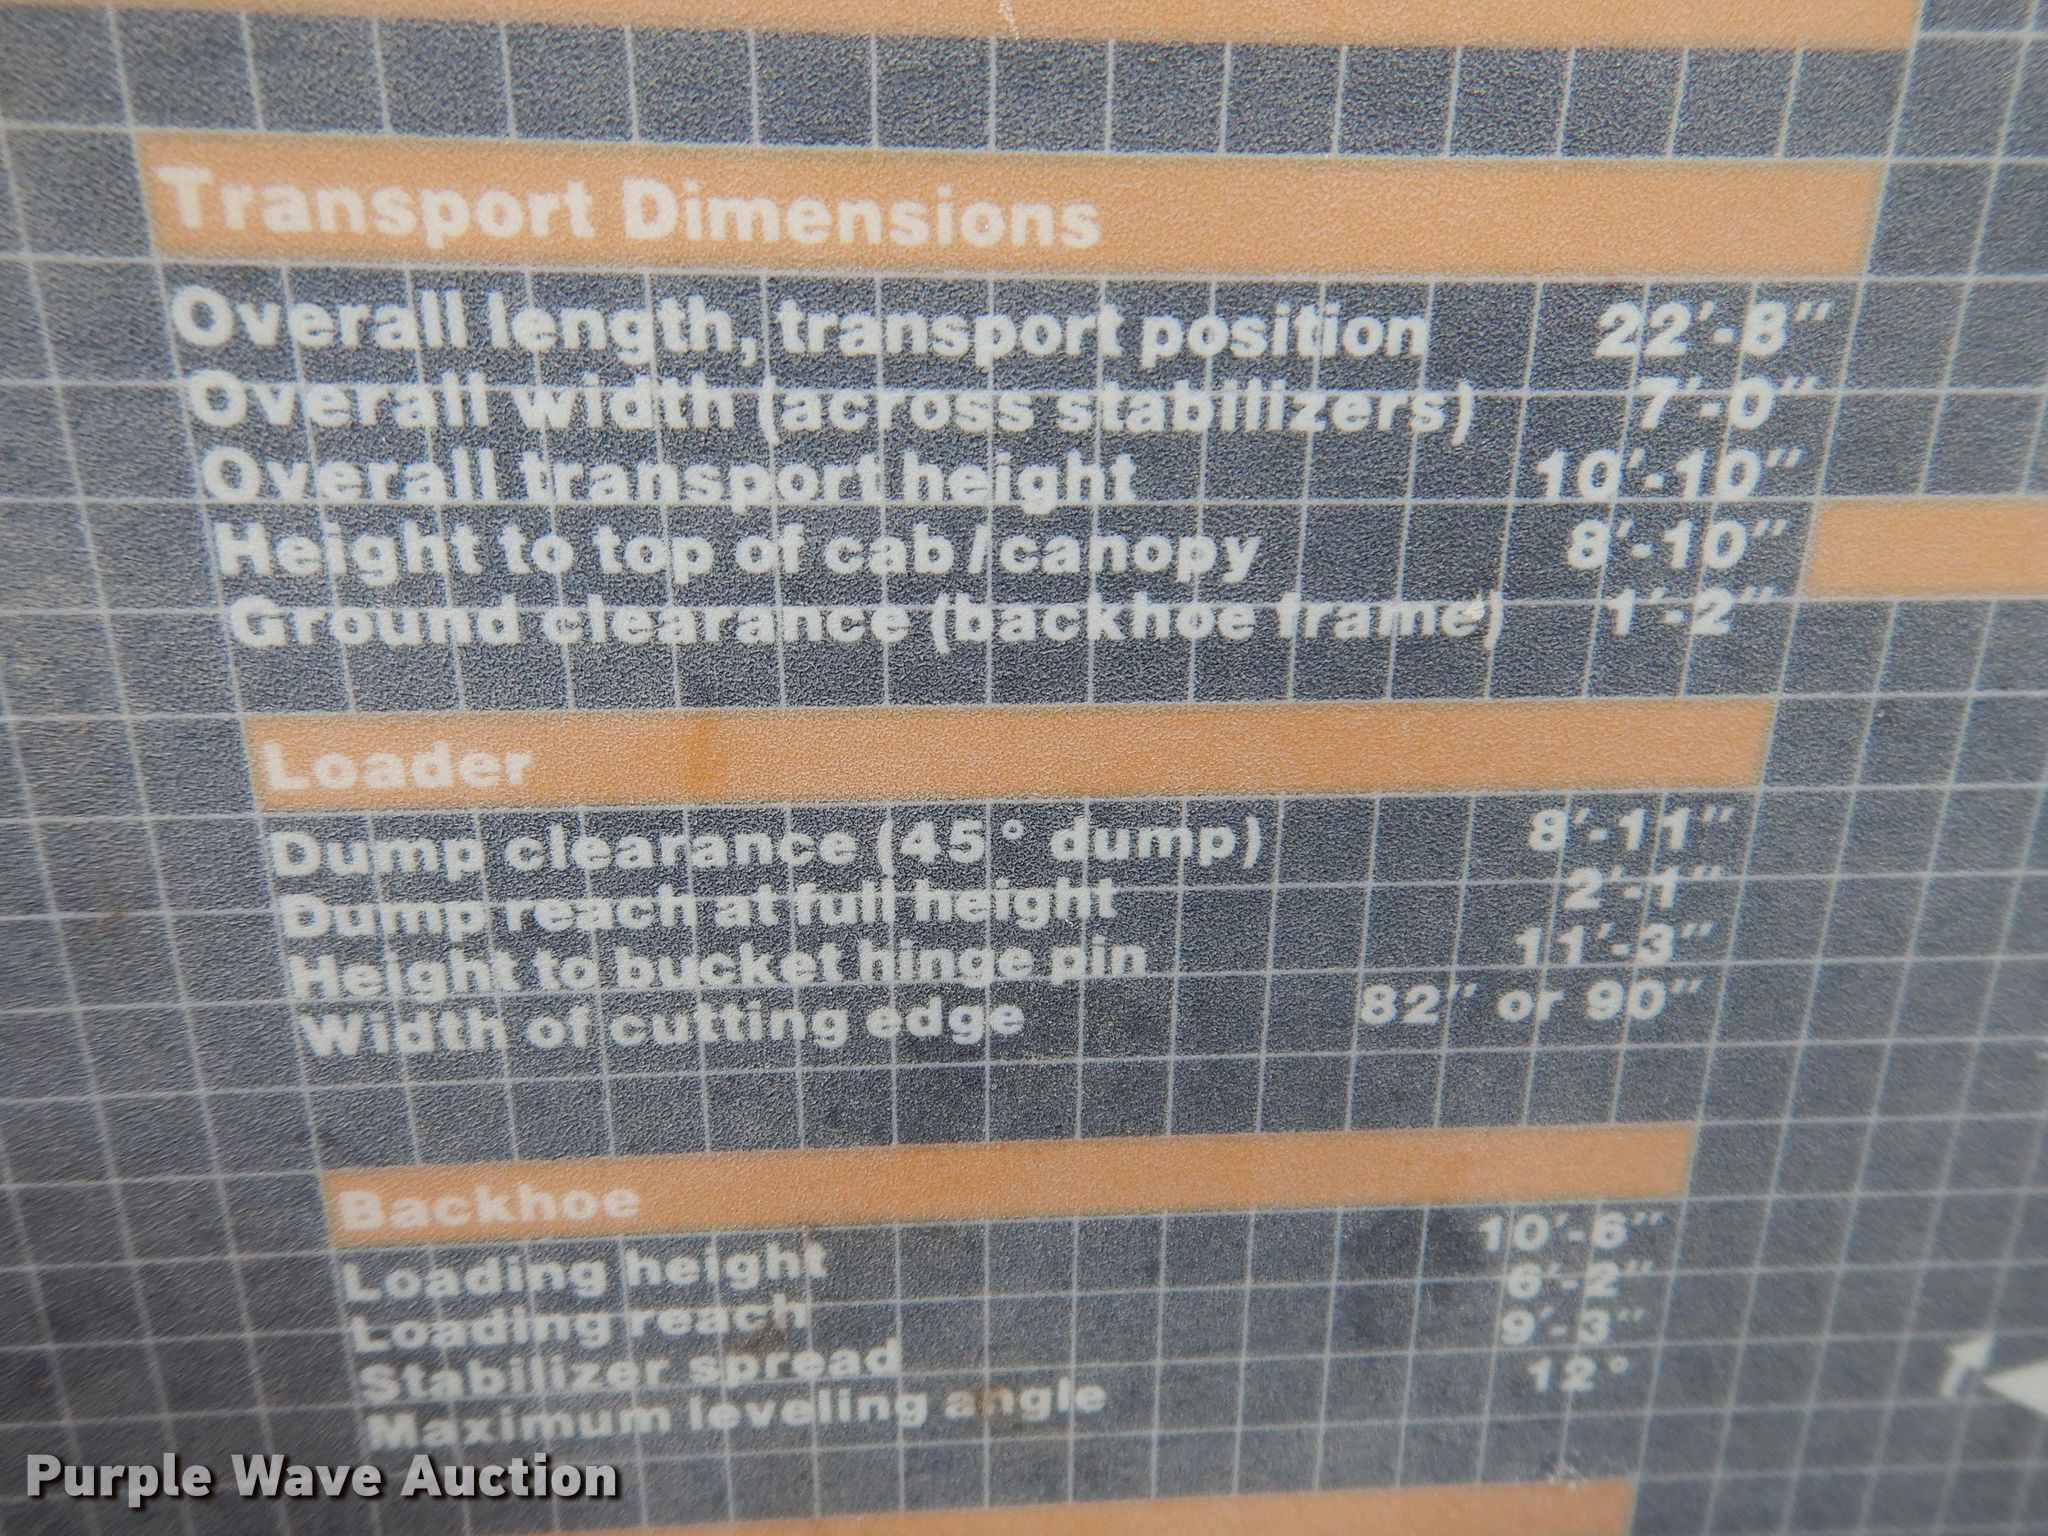 Transport Dimensions
Overall length, transport position 22'-8"
Overall width (across stabilizers) 7'-0"
Overall transport height 10'-10"
Height to top of cab/canopy 8'-10"
Ground clearance (backhoe frame) 1'-2"
Loader
Dump clearance (45° dump) 8'-11"
Dump reach at full height 2'-1"
Height to bucket hinge pin 11'-3"
Width of cutting edge 82" or 90"
Backhoe
Loading height 10'-6"
Loading reach 6'-2"
Stabilizer spread 9'-3"
Maximum leveling angle 12°
Purple Wave Auction